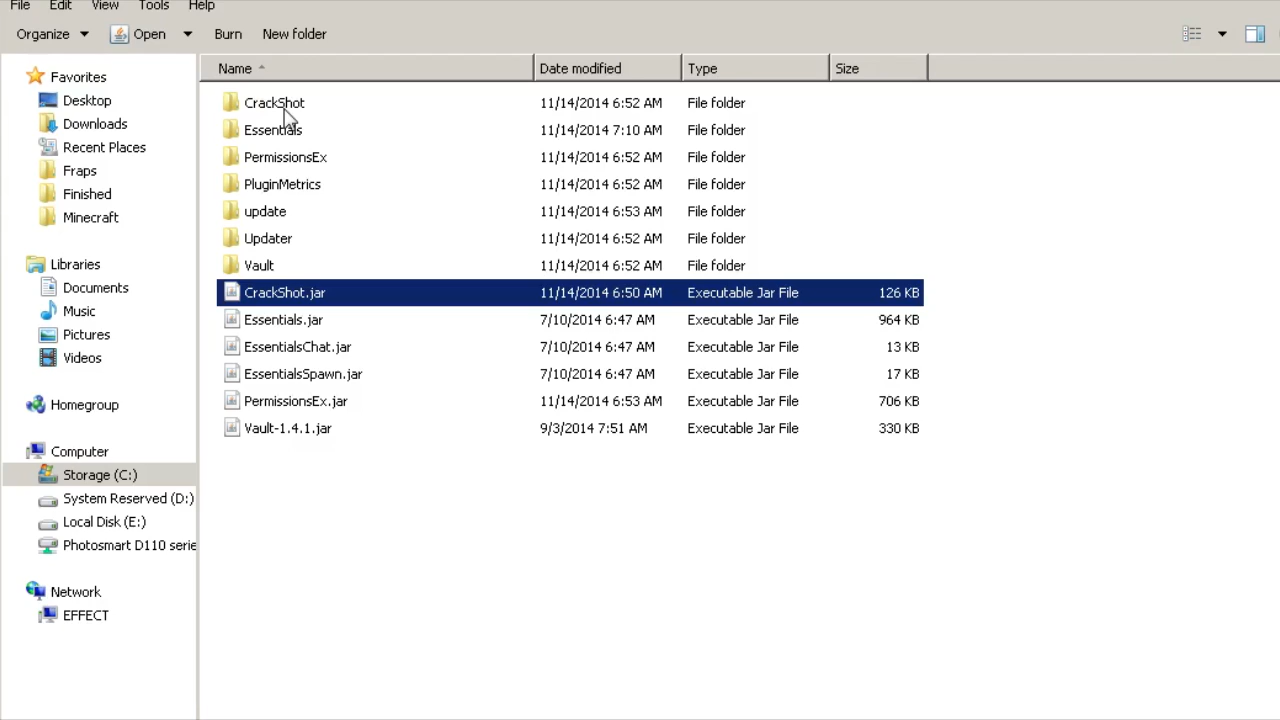 File Edit View Tools Help
Organize Open Burn New folder
Name Date modified Type Size
Favorites
Desktop
Downloads
Recent Places
Fraps
Finished
Minecraft
Libraries
Documents
Music
Pictures
Videos
Homegroup
Computer
Storage (C:)
System Reserved (D:)
Local Disk (E:)
Photosmart D110 serie
Network
EFFECT
CrackShot 11/14/2014 6:52 AM File folder
Essentials 11/14/2014 7:10 AM File folder
PermissionsEx 11/14/2014 6:52 AM File folder
PluginMetrics 11/14/2014 6:52 AM File folder
update 11/14/2014 6:53 AM File folder
Updater 11/14/2014 6:52 AM File folder
Vault 11/14/2014 6:52 AM File folder
CrackShot.jar 11/14/2014 6:50 AM Executable Jar File 126 KB
Essentials.jar 7/10/2014 6:47 AM Executable Jar File 964 KB
EssentialsChat.jar 7/10/2014 6:47 AM Executable Jar File 13 KB
EssentialsSpawn.jar 7/10/2014 6:47 AM Executable Jar File 17 KB
PermissionsEx.jar 11/14/2014 6:53 AM Executable Jar File 706 KB
Vault-1.4.1.jar 9/3/2014 7:51 AM Executable Jar File 330 KB